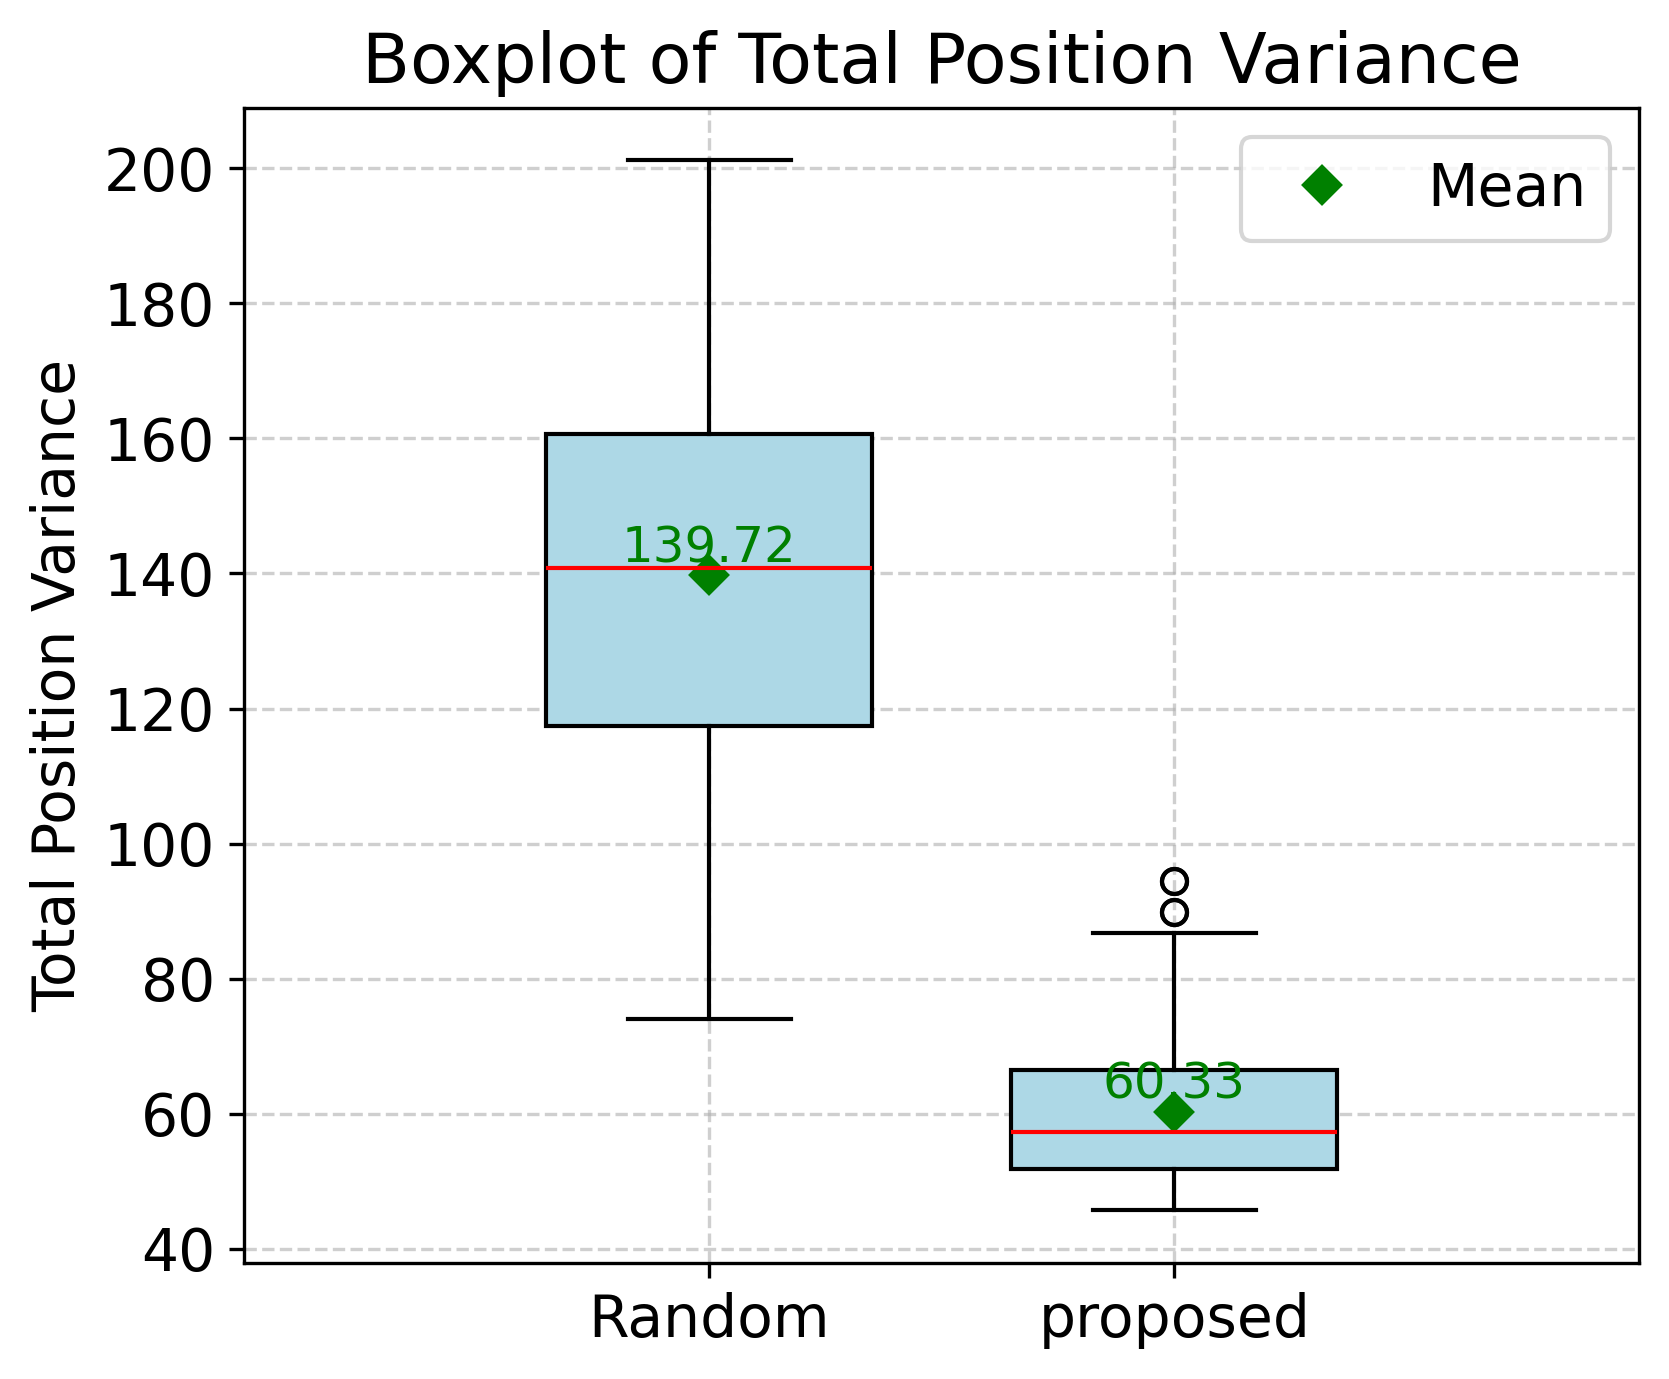 Boxplot of Total Position Variance
Total Position Variance
200
180
160
140
120
100
80
60
40
Mean
139.72
60.33
Random
proposed